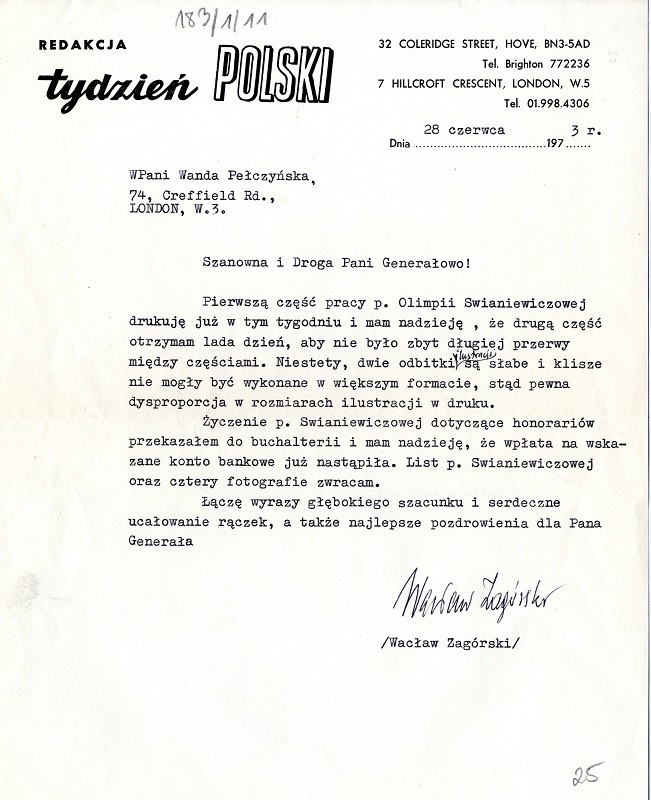 183/1/11
REDAKCJA
tydzień POLSKI
32 COLERIDGE STREET, HOVE, BN3-5AD
Tel. Brighton 772236
7 HILLCROFT CRESCENT, LONDON, W.5
Tel. 01.998.4306
28 czerwca 3 r.
Dnia ....................................197.......
WPani Wanda Pełczyńska,
74, Creffield Rd.,
LONDON, W.3.
Szanowna i Droga Pani Generałowo!
Pierwszą część pracy p. Olimpii Swianiewiczowej
drukuję już w tym tygodniu i mam nadzieję , że drugą część
otrzymam lada dzień, aby nie było zbyt długiej przerwy
ilustracji
między częściami. Niestety, dwie odbitki są słabe i klisze
nie mogły być wykonane w większym formacie, stąd pewna
dysproporcja w rozmiarach ilustracji w druku.
Życzenie p. Swianiewiczowej dotyczące honorariów
przekazałem do buchalterii i mam nadzieję, że wpłata na wska-
zane konto bankowe już nastąpiła. List p. Swianiewiczowej
oraz cztery fotografie zwracam.
Łączę wyrazy głębokiego szacunku i serdeczne
ucałowanie rączek, a także najlepsze pozdrowienia dla Pana
Generała
Wacław Zagórski
/Wacław Zagórski/
25